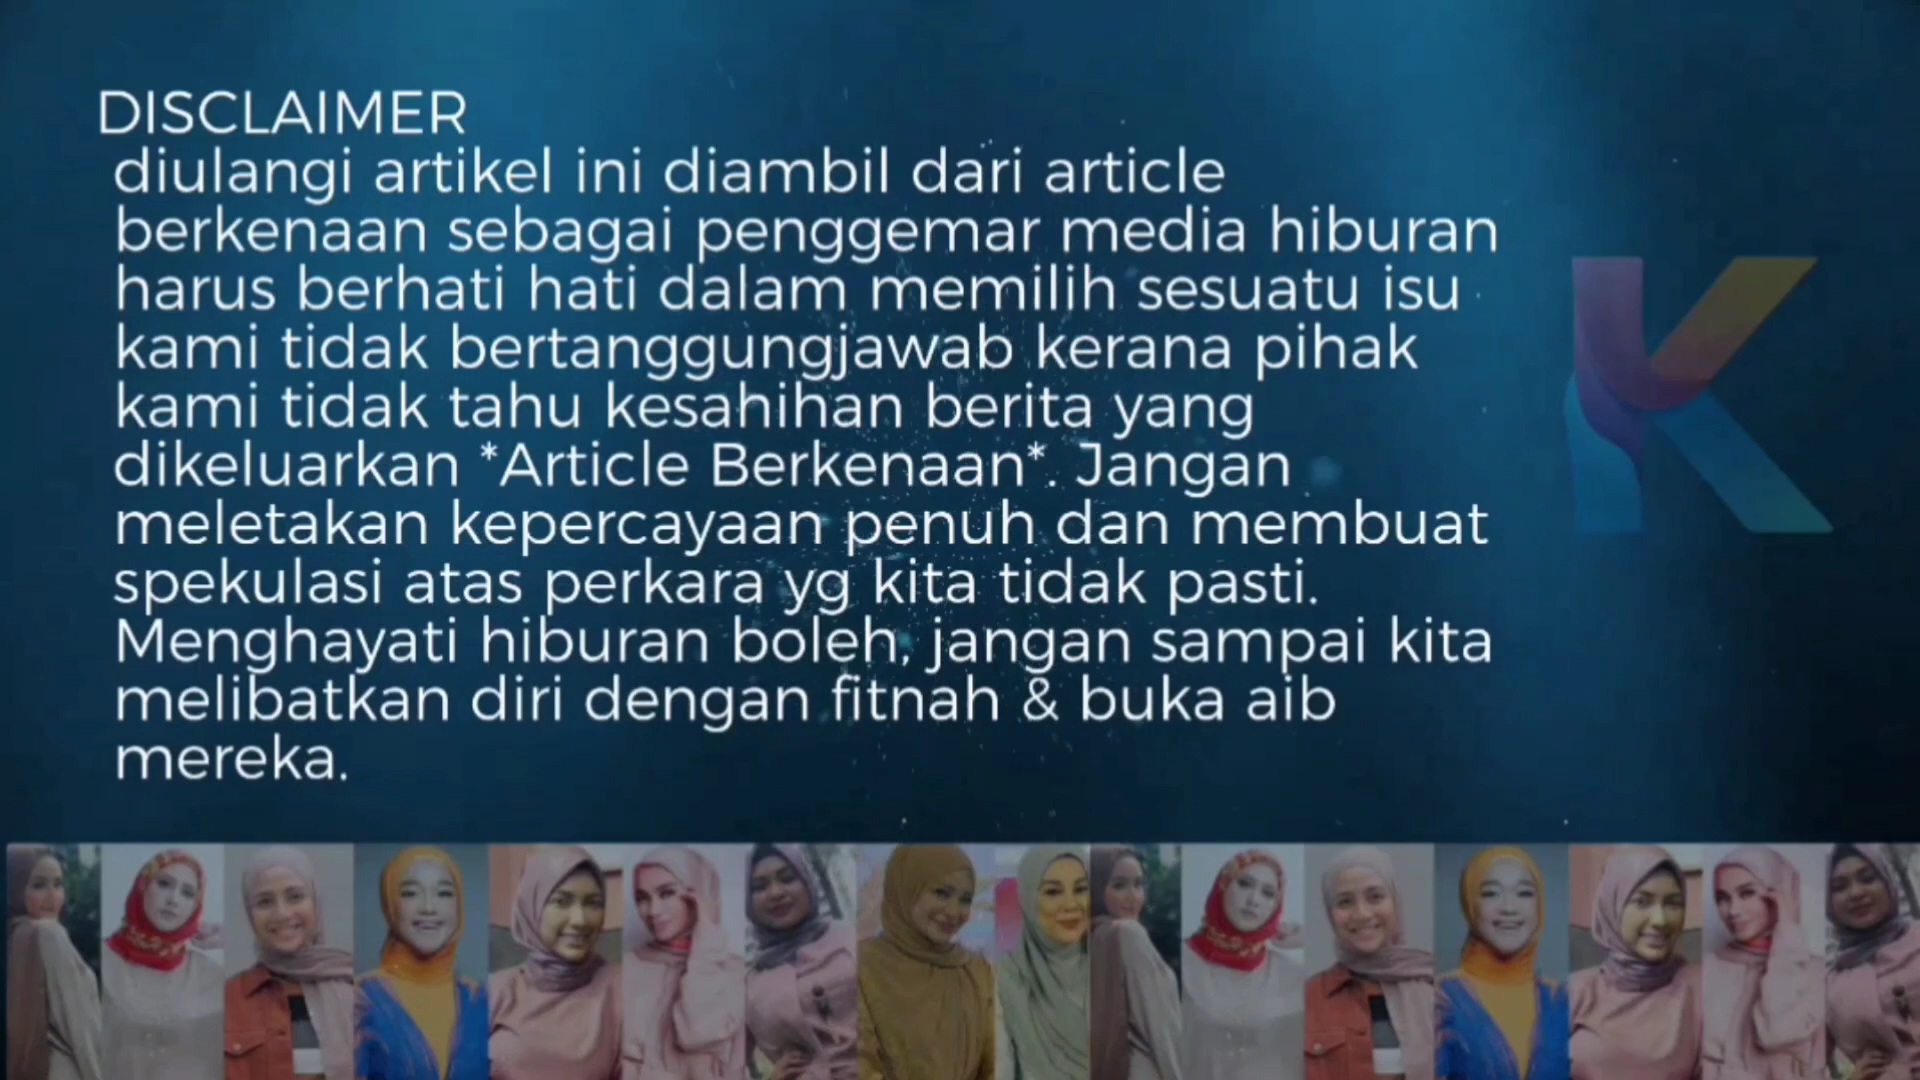 DISCLAIMER
diulangi artikel ini diambil dari article
berkenaan sebagai penggemar media hiburan
harus berhati hati dalam memilih sesuatu isu
kami tidak bertanggungjawab kerana pihak
kami tidak tahu kesahihan berita yang
dikeluarkan *Article Berkenaan*. Jangan
meletakan kepercayaan penuh dan membuat
spekulasi atas perkara yg kita tidak pasti.
Menghayati hiburan boleh, jangan sampai kita
melibatkan diri dengan fitnah & buka aib
mereka.
K